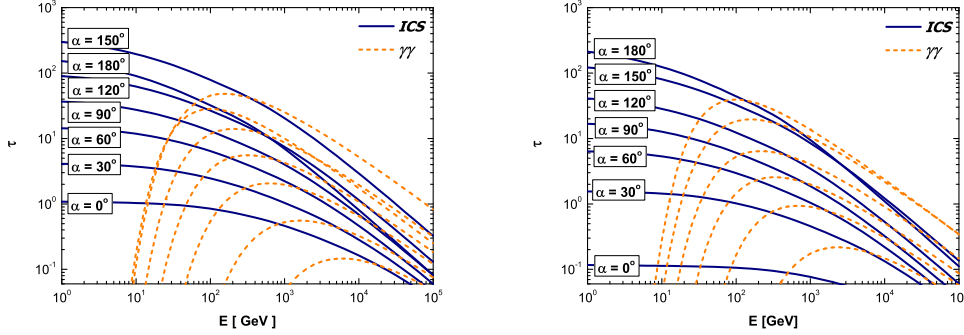 10³
10²
10¹
10⁰
10⁻¹
τ
α = 150°
α = 180°
α = 120°
α = 90°
α = 60°
α = 30°
α = 0°
ICS
γγ
10⁰ 10¹ 10² 10³ 10⁴ 10⁵
E [ GeV ]
10³
10²
10¹
10⁰
10⁻¹
τ
α = 180°
α = 150°
α = 120°
α = 90°
α = 60°
α = 30°
α = 0°
ICS
γγ
10⁰ 10¹ 10² 10³ 10⁴ 10
E [GeV]